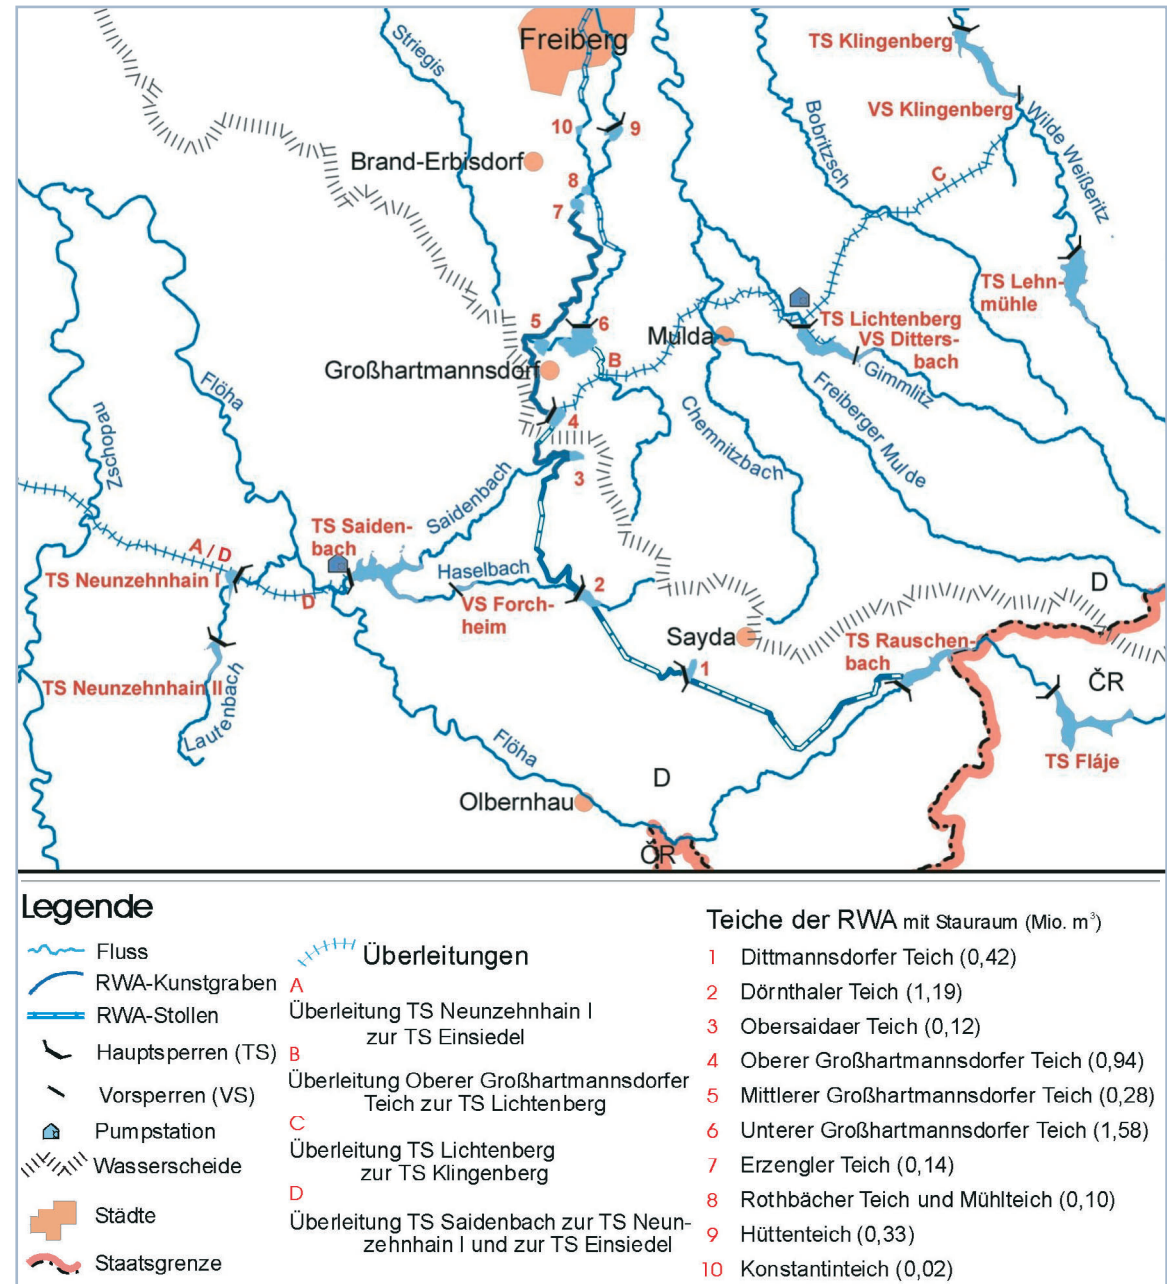 Freiberg
TS Klingenberg
Striegis
VS Klingenberg
Bobritzsch
Wilde Weißeritz
10
9
Brand-Erbisdorf
C
8
7
TS Lehn-
mühle
5
6
TS Lichtenberg
Mulda
VS Ditters-
bach
B
Großhartmannsdorf
Gimmlitz
Flöha
Freiberger Mulde
Zschopau
Chemnitzbach
4
3
Saidenbach
TS Saiden-
bach
A / D
Haselbach
D
TS Neunzehnhain I
D
2
VS Forch-
heim
Sayda
TS Rauschen-
bach
1
ČR
TS Neunzehnhain II
Lautenbach
Flöha
TS Fláje
D
Olbernhau
ČR
Legende
Fluss
RWA-Kunstgraben
RWA-Stollen
Hauptsperren (TS)
Vorsperren (VS)
Pumpstation
Wasserscheide
Städte
Staatsgrenze
Überleitungen
A
Überleitung TS Neunzehnhain I
zur TS Einsiedel
B
Überleitung Oberer Großhartmannsdorfer
Teich zur TS Lichtenberg
C
Überleitung TS Lichtenberg
zur TS Klingenberg
D
Überleitung TS Saidenbach zur TS Neun-
zehnhain I und zur TS Einsiedel
Teiche der RWA mit Stauraum (Mio. m³)
1 Dittmannsdorfer Teich (0,42)
2 Dörnthaler Teich (1,19)
3 Obersaidaer Teich (0,12)
4 Oberer Großhartmannsdorfer Teich (0,94)
5 Mittlerer Großhartmannsdorfer Teich (0,28)
6 Unterer Großhartmannsdorfer Teich (1,58)
7 Erzengler Teich (0,14)
8 Rothbächer Teich und Mühlteich (0,10)
9 Hüttenteich (0,33)
10 Konstantinteich (0,02)